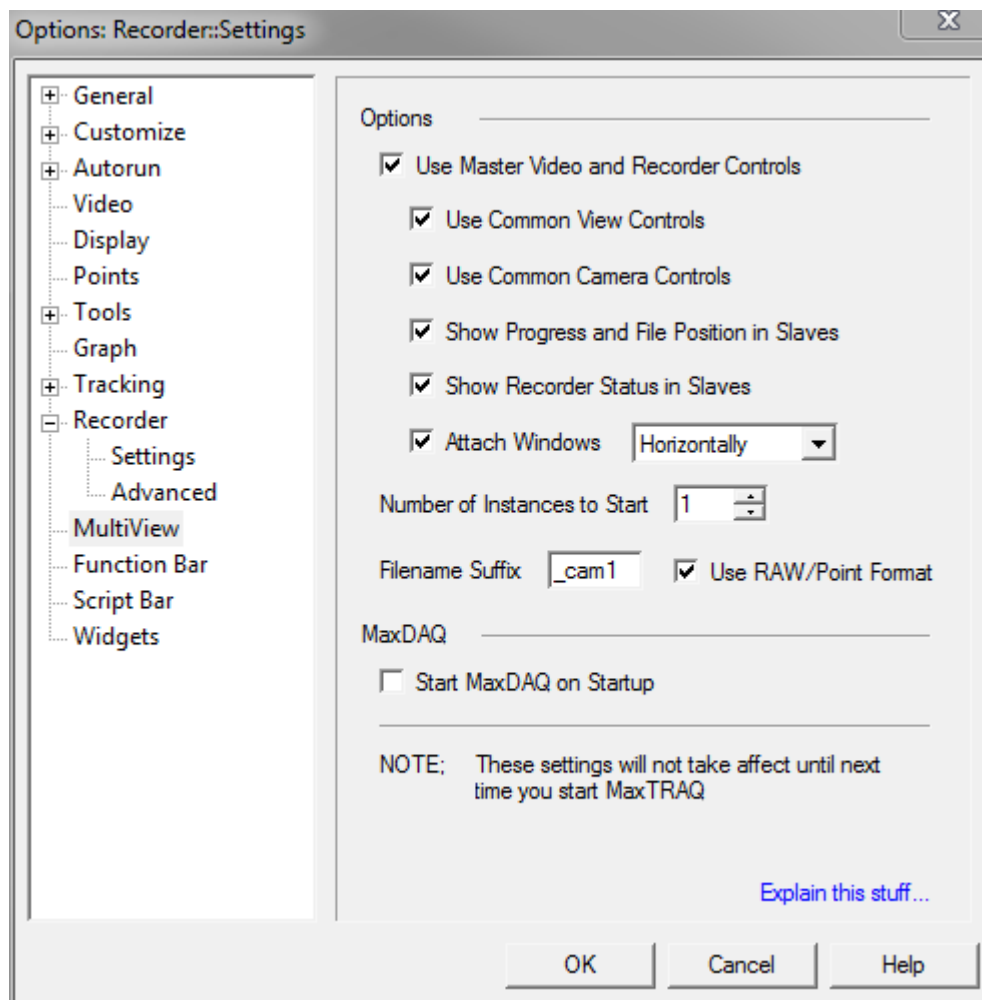 Options: Recorder::Settings
General
Customize
Autorun
Video
Display
Points
Tools
Graph
Tracking
Recorder
Settings
Advanced
MultiView
Function Bar
Script Bar
Widgets
Options
Use Master Video and Recorder Controls
Use Common View Controls
Use Common Camera Controls
Show Progress and File Position in Slaves
Show Recorder Status in Slaves
Attach Windows Horizontally
Number of Instances to Start 1
Filename Suffix _cam1 Use RAW/Point Format
MaxDAQ
Start MaxDAQ on Startup
NOTE; These settings will not take affect until next
time you start MaxTRAQ
Explain this stuff...
OK Cancel Help